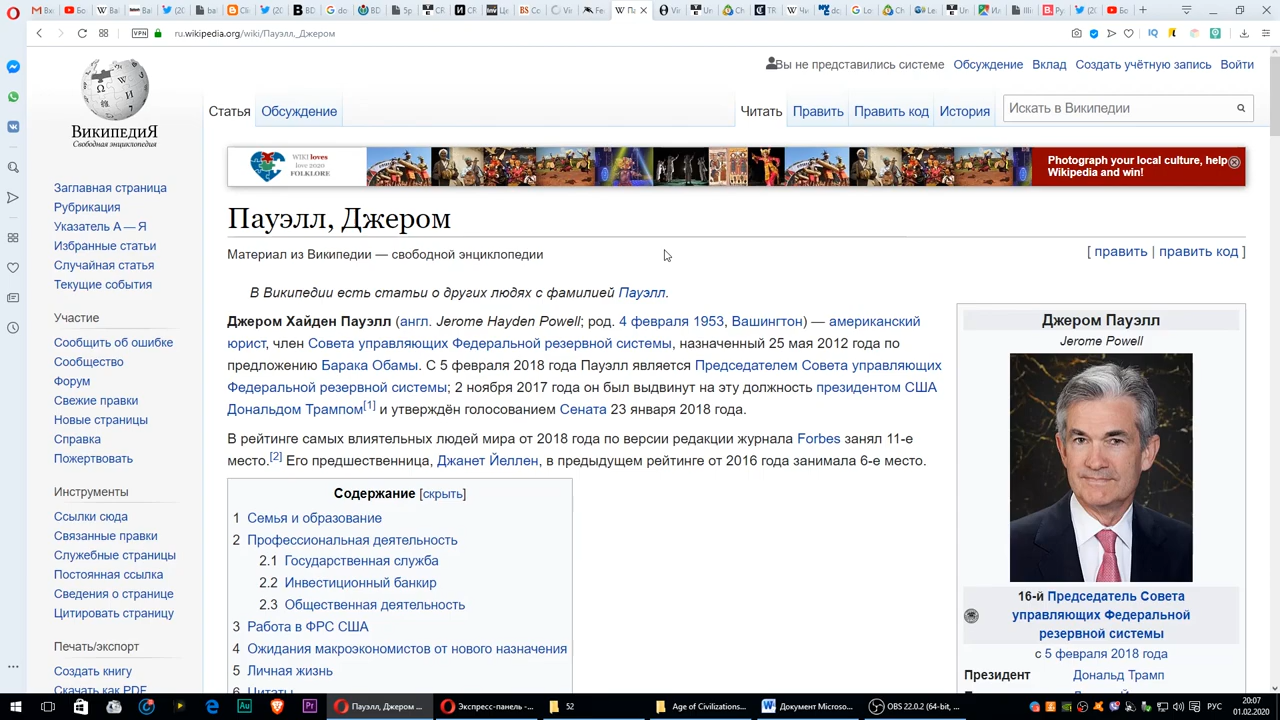 ru.wikipedia.org/wiki/Пауэлл,_Джером
VPN
Вы не представились системе Обсуждение Вклад Создать учётную запись Войти
ВикипедиЯ
Свободная энциклопедия
Статья Обсуждение Читать Править Править код История Искать в Википедии
WIKI loves
love 2020
FOLKLORE
Photograph your local culture, help
Wikipedia and win!
Заглавная страница
Рубрикация
Указатель А — Я
Избранные статьи
Случайная статья
Текущие события
Участие
Сообщить об ошибке
Сообщество
Форум
Свежие правки
Новые страницы
Справка
Пожертвовать
Инструменты
Ссылки сюда
Связанные правки
Служебные страницы
Постоянная ссылка
Сведения о странице
Цитировать страницу
Печать/экспорт
Создать книгу
Скачать как PDF
Пауэлл, Джером
Материал из Википедии — свободной энциклопедии
[ править | править код ]
В Википедии есть статьи о других людях с фамилией Пауэлл.
Джером Хайден Пауэлл (англ. Jerome Hayden Powell; род. 4 февраля 1953, Вашингтон) — американский
юрист, член Совета управляющих Федеральной резервной системы, назначенный 25 мая 2012 года по
предложению Барака Обамы. С 5 февраля 2018 года Пауэлл является Председателем Совета управляющих
Федеральной резервной системы; 2 ноября 2017 года он был выдвинут на эту должность президентом США
Дональдом Трампом[1] и утверждён голосованием Сената 23 января 2018 года.
В рейтинге самых влиятельных людей мира от 2018 года по версии редакции журнала Forbes занял 11-е
место.[2] Его предшественница, Джанет Йеллен, в предыдущем рейтинге от 2016 года занимала 6-е место.
Содержание [скрыть]
1 Семья и образование
2 Профессиональная деятельность
2.1 Государственная служба
2.2 Инвестиционный банкир
2.3 Общественная деятельность
3 Работа в ФРС США
4 Ожидания макроэкономистов от нового назначения
5 Личная жизнь
6 Цитаты
Джером Пауэлл
Jerome Powell
16-й Председатель Совета
управляющих Федеральной
резервной системы
с 5 февраля 2018 года
Президент Дональд Трамп
Пауэлл, Джером ...
Экспресс-панель -...
52
Age of Civilizations...
Документ Microso...
OBS 22.0.2 (64-bit, ...
РУС
20:07
01.02.2020